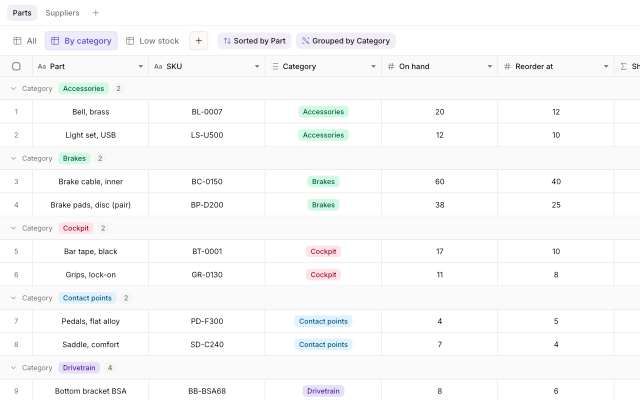 Parts Suppliers
All By category Low stock Sorted by Part Grouped by Category
Aa Part Aa SKU Category # On hand # Reorder at Σ Sh
Category Accessories 2
1 Bell, brass BL-0007 Accessories 20 12
2 Light set, USB LS-U500 Accessories 12 10
Category Brakes 2
3 Brake cable, inner BC-0150 Brakes 60 40
4 Brake pads, disc (pair) BP-D200 Brakes 38 25
Category Cockpit 2
5 Bar tape, black BT-0001 Cockpit 17 10
6 Grips, lock-on GR-0130 Cockpit 11 8
Category Contact points 2
7 Pedals, flat alloy PD-F300 Contact points 4 5
8 Saddle, comfort SD-C240 Contact points 7 4
Category Drivetrain 4
9 Bottom bracket BSA BB-BSA68 Drivetrain 8 6